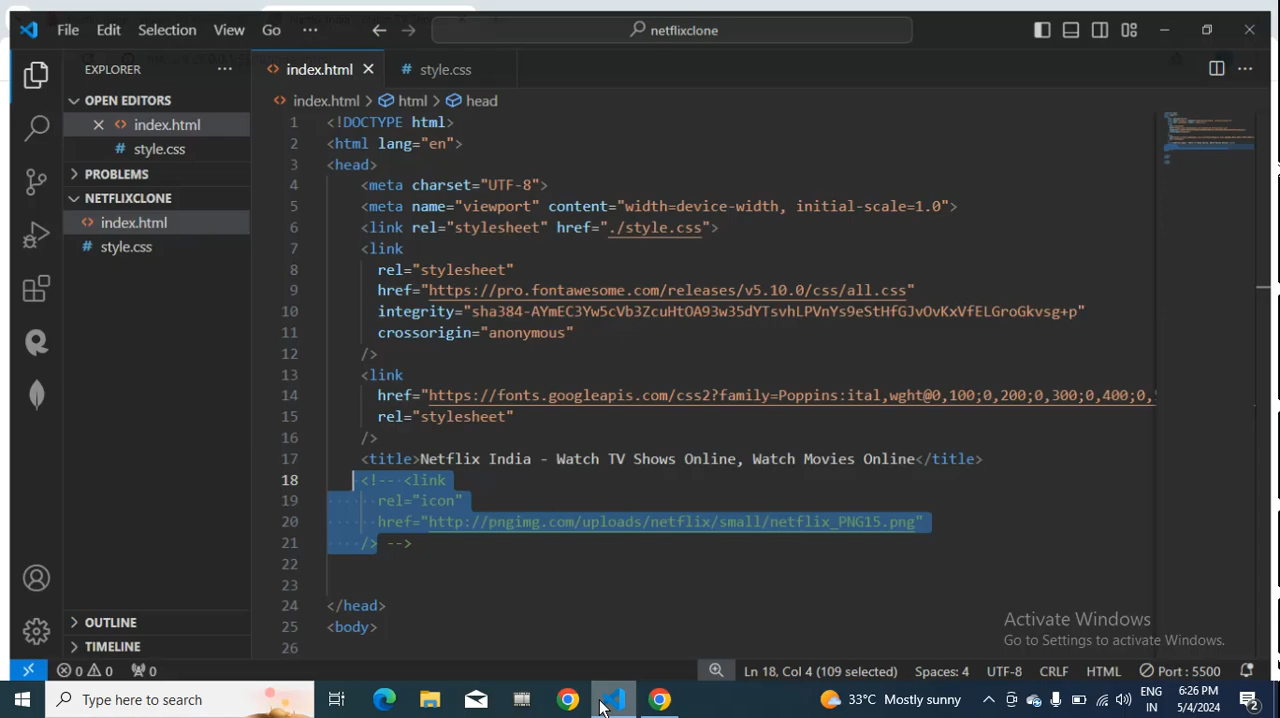 File Edit Selection View Go ··· netflixclone
EXPLORER ··· index.html # style.css
OPEN EDITORS
index.html
# style.css
PROBLEMS
NETFLIXCLONE
index.html
# style.css
OUTLINE
TIMELINE
index.html > html > head
1 <!DOCTYPE html>
2 <html lang="en">
3 <head>
4 <meta charset="UTF-8">
5 <meta name="viewport" content="width=device-width, initial-scale=1.0">
6 <link rel="stylesheet" href="./style.css">
7 <link
8 rel="stylesheet"
9 href="https://pro.fontawesome.com/releases/v5.10.0/css/all.css"
10 integrity="sha384-AYmEC3Yw5cVb3ZcuHtOA93w35dYTsvhLPVnYs9eStHfGJvOvKxVfELGroGkvsg+p"
11 crossorigin="anonymous"
12 />
13 <link
14 href="https://fonts.googleapis.com/css2?family=Poppins:ital,wght@0,100;0,200;0,300;0,400;0,
15 rel="stylesheet"
16 />
17 <title>Netflix India - Watch TV Shows Online, Watch Movies Online</title>
18 <!-- <link
19 rel="icon"
20 href="http://pngimg.com/uploads/netflix/small/netflix_PNG15.png"
21 /> -->
22
23
24 </head>
25 <body>
26
Activate Windows
Go to Settings to activate Windows.
0 0 0 Ln 18, Col 4 (109 selected) Spaces: 4 UTF-8 CRLF HTML Port : 5500
Type here to search 33°C Mostly sunny ENG IN 6:26 PM 5/4/2024 2